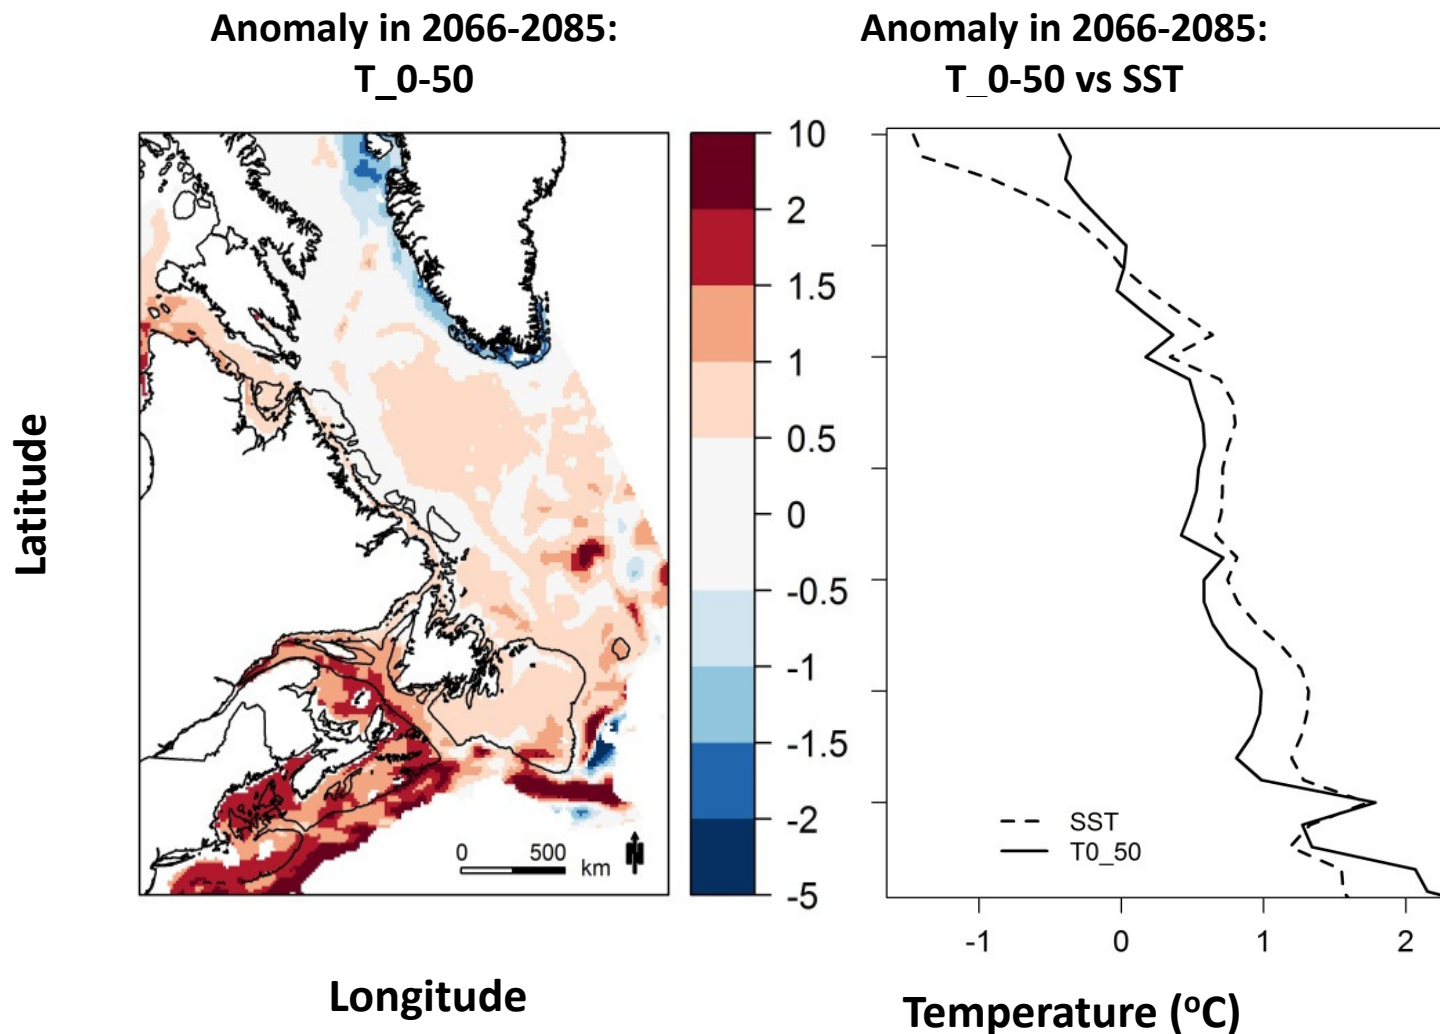 Anomaly in 2066-2085:
T_0-50
Anomaly in 2066-2085:
T_0-50 vs SST
10
2
1.5
1
0.5
0
-0.5
-1
-1.5
-2
-5
Latitude
0 500
km
N
SST
T0_50
-1 0 1 2
Longitude
Temperature (ºC)